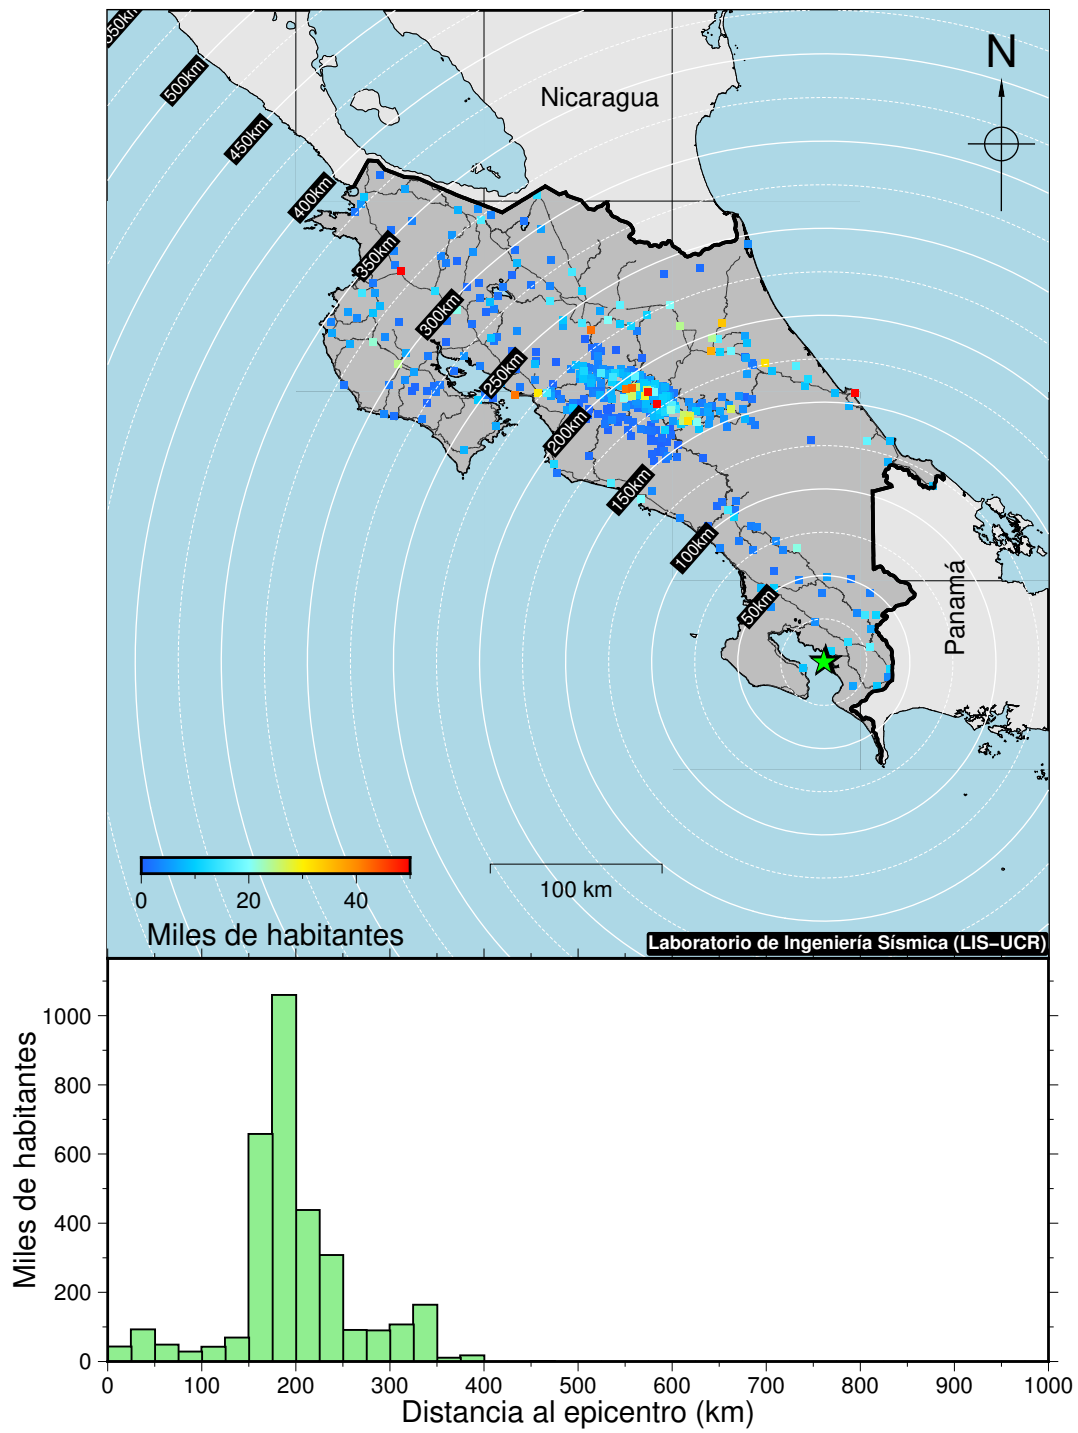 550km
500km
450km
400km
350km
300km
250km
200km
150km
100km
50km
Nicaragua
N
Panamá
0 20 40
Miles de habitantes
100 km
Laboratorio de Ingeniería Sísmica (LIS−UCR)
Miles de habitantes
1000
800
600
400
200
0
0 100 200 300 400 500 600 700 800 900 1000
Distancia al epicentro (km)